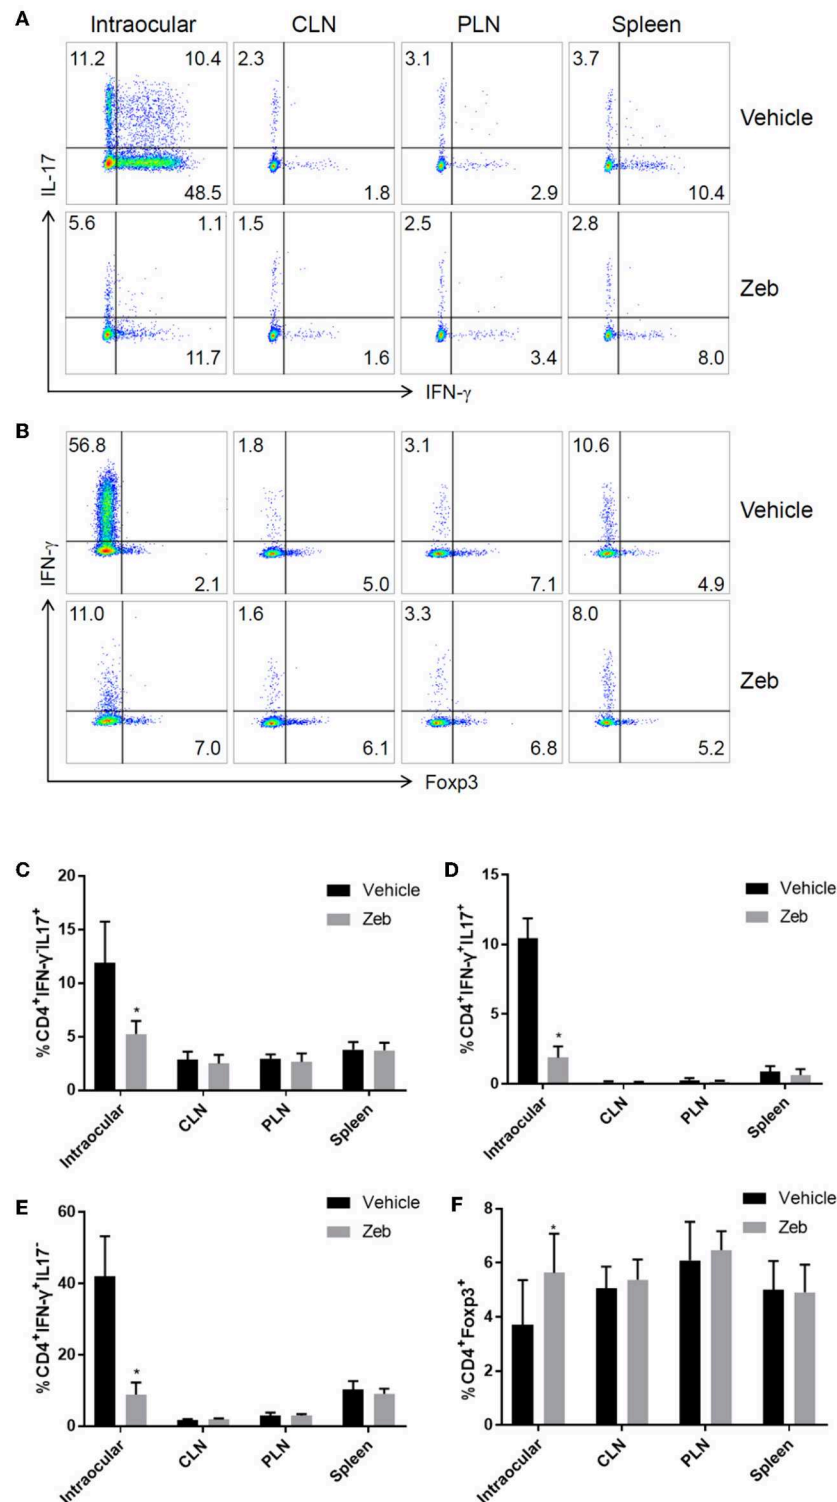 A
Intraocular CLN PLN Spleen
11.2 10.4 2.3 3.1 3.7
Vehicle
IL-17
48.5 1.8 2.9 10.4
5.6 1.1 1.5 2.5 2.8
Zeb
11.7 1.6 3.4 8.0
IFN-γ
B
56.8 1.8 3.1 10.6
Vehicle
IFN-γ
2.1 5.0 7.1 4.9
11.0 1.6 3.3 8.0
Zeb
7.0 6.1 6.8 5.2
Foxp3
C
%CD4⁺IFN-γ⁻IL17⁺
20
15
10
5
0
Vehicle
Zeb
*
Intraocular CLN PLN Spleen
D
%CD4⁺IFN-γ⁺IL17⁺
15
10
5
0
Vehicle
Zeb
*
Intraocular CLN PLN Spleen
E
%CD4⁺IFN-γ⁺IL17⁻
60
40
20
0
Vehicle
Zeb
*
Intraocular CLN PLN Spleen
F
%CD4⁺Foxp3⁺
8
6
4
2
0
Vehicle
Zeb
*
Intraocular CLN PLN Spleen